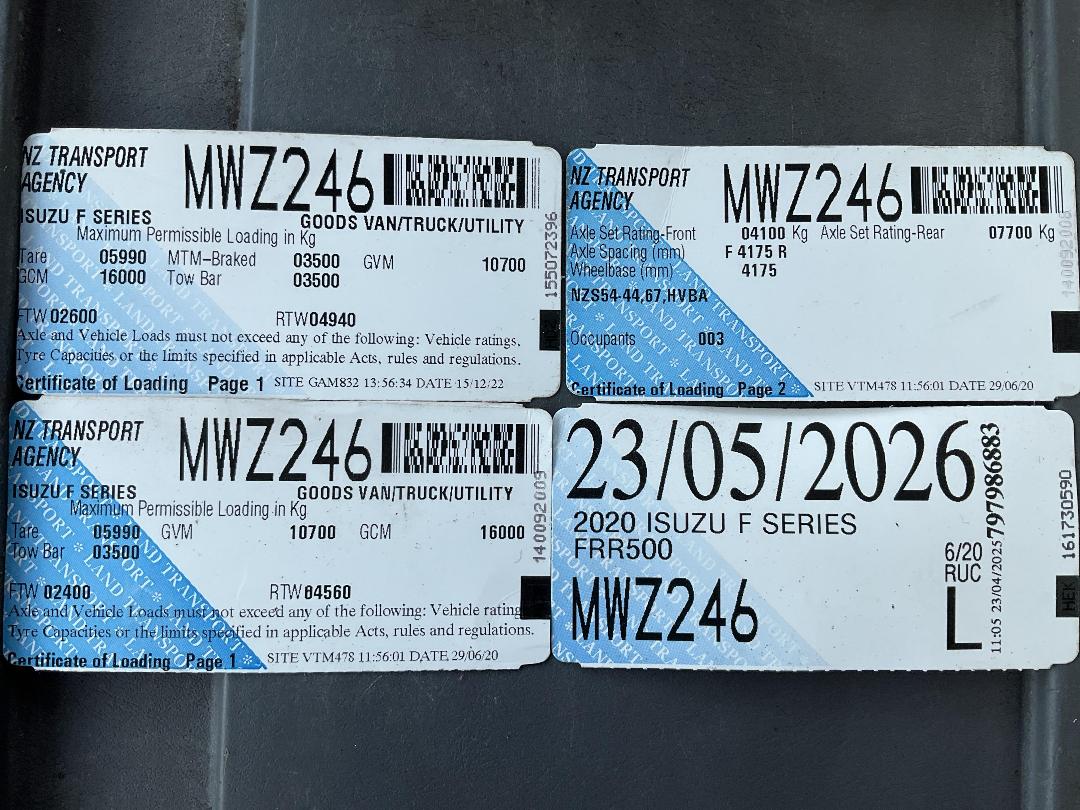 NZ TRANSPORT
AGENCY
MWZ246
ISUZU F SERIES
GOODS VAN/TRUCK/UTILITY
Maximum Permissible Loading in Kg
Tare 05990 MTM-Braked 03500 GVM 10700
GCM 16000 Tow Bar 03500
FTW 02600 RTW 04940
Axle and Vehicle Loads must not exceed any of the following: Vehicle ratings,
Tyre Capacities or the limits specified in applicable Acts, rules and regulations.
Certificate of Loading Page 1 SITE GAM832 13:56:34 DATE 15/12/22
155072396
NZ TRANSPORT
AGENCY
MWZ246
Axle Set Rating-Front 04100 Kg Axle Set Rating-Rear 07700 Kg
Axle Spacing (mm) F 4175 R
Wheelbase (mm) 4175
NZS54-44,67,HVBA
Occupants 003
Certificate of Loading Page 2 SITE VTM478 11:56:01 DATE 29/06/20
140092008
NZ TRANSPORT
AGENCY
MWZ246
ISUZU F SERIES
GOODS VAN/TRUCK/UTILITY
Maximum Permissible Loading in Kg
Tare 05990 GVM 10700 GCM 16000
Tow Bar 03500
FTW 02400 RTW 04560
Axle and Vehicle Loads must not exceed any of the following: Vehicle rating
Tyre Capacities or the limits specified in applicable Acts, rules and regulations.
Certificate of Loading Page 1 SITE VTM478 11:56:01 DATE 29/06/20
140092009
23/05/2026
2020 ISUZU F SERIES
FRR500
6/20
RUC
MWZ246
L
11:05 23/04/2025 797986883
161730590
HEK